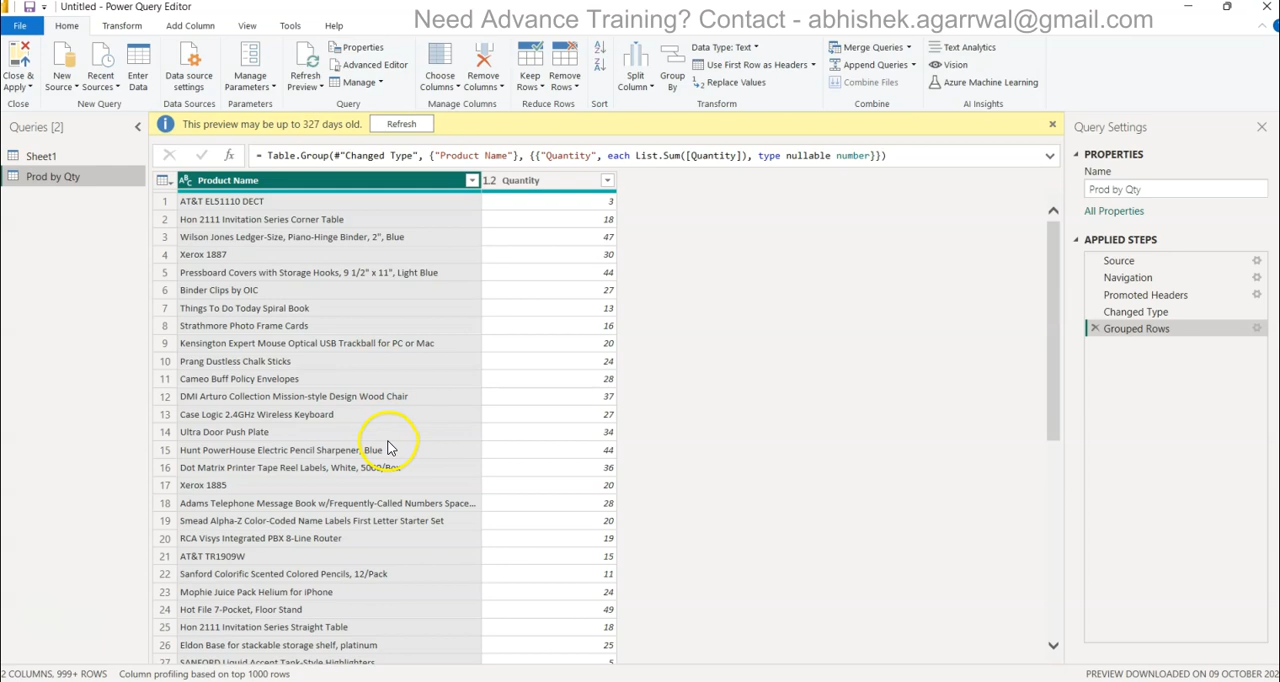 Untitled - Power Query Editor
Need Advance Training? Contact - abhishek.agarrwal@gmail.com
File Home Transform Add Column View Tools Help
Close & Apply
New Source
Recent Sources
Enter Data
Data source settings
Manage Parameters
Refresh Preview
Properties
Advanced Editor
Manage
Choose Columns
Remove Columns
Keep Rows
Remove Rows
Split Column
Group By
Data Type: Text
Use First Row as Headers
Replace Values
Merge Queries
Append Queries
Combine Files
Text Analytics
Vision
Azure Machine Learning
Close New Query Data Sources Parameters Query Manage Columns Reduce Rows Sort Transform Combine AI Insights
Queries [2]
Sheet1
Prod by Qty
This preview may be up to 327 days old. Refresh
= Table.Group(#"Changed Type", {"Product Name"}, {{"Quantity", each List.Sum([Quantity]), type nullable number}})
Product Name 1.2 Quantity
1 AT&T EL51110 DECT 3
2 Hon 2111 Invitation Series Corner Table 18
3 Wilson Jones Ledger-Size, Piano-Hinge Binder, 2", Blue 47
4 Xerox 1887 30
5 Pressboard Covers with Storage Hooks, 9 1/2" x 11", Light Blue 44
6 Binder Clips by OIC 27
7 Things To Do Today Spiral Book 13
8 Strathmore Photo Frame Cards 16
9 Kensington Expert Mouse Optical USB Trackball for PC or Mac 20
10 Prang Dustless Chalk Sticks 24
11 Cameo Buff Policy Envelopes 28
12 DMI Arturo Collection Mission-style Design Wood Chair 37
13 Case Logic 2.4GHz Wireless Keyboard 27
14 Ultra Door Push Plate 34
15 Hunt PowerHouse Electric Pencil Sharpener, Blue 44
16 Dot Matrix Printer Tape Reel Labels, White, 5000/Box 36
17 Xerox 1885 20
18 Adams Telephone Message Book w/Frequently-Called Numbers Space... 28
19 Smead Alpha-Z Color-Coded Name Labels First Letter Starter Set 20
20 RCA Visys Integrated PBX 8-Line Router 19
21 AT&T TR1909W 15
22 Sanford Colorific Scented Colored Pencils, 12/Pack 11
23 Mophie Juice Pack Helium for iPhone 24
24 Hot File 7-Pocket, Floor Stand 49
25 Hon 2111 Invitation Series Straight Table 18
26 Eldon Base for stackable storage shelf, platinum 25
27 SANFORD Liquid Accent Tank-Style Highlighters 5
Query Settings
PROPERTIES
Name
Prod by Qty
All Properties
APPLIED STEPS
Source
Navigation
Promoted Headers
Changed Type
Grouped Rows
2 COLUMNS, 999+ ROWS Column profiling based on top 1000 rows PREVIEW DOWNLOADED ON 09 OCTOBER 202